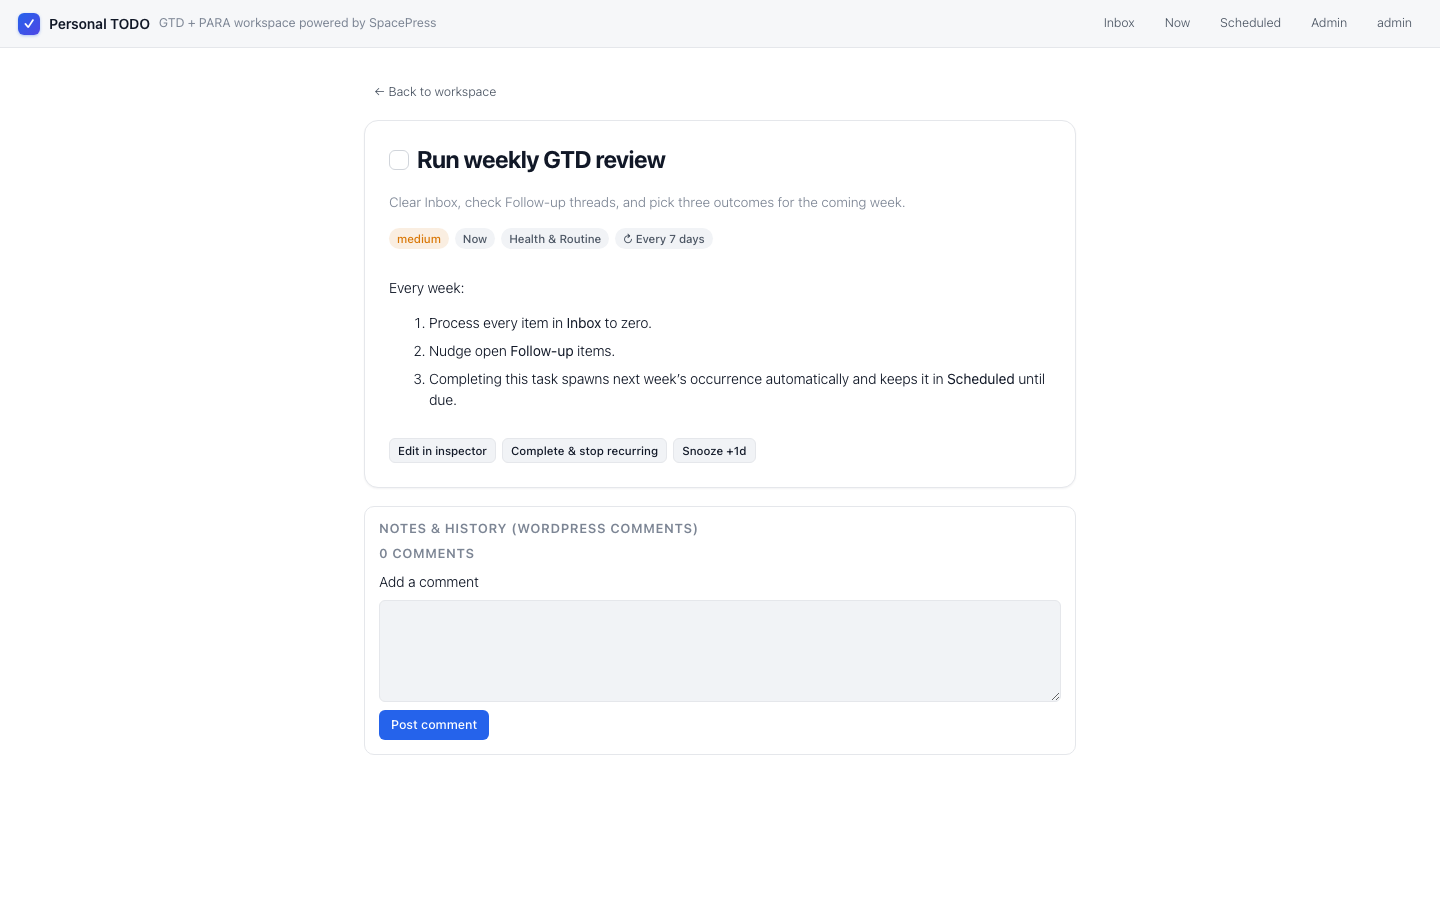 Personal TODO
GTD + PARA workspace powered by SpacePress
Inbox
Now
Scheduled
Admin
admin
← Back to workspace
Run weekly GTD review
Clear Inbox, check Follow-up threads, and pick three outcomes for the coming week.
medium
Now
Health & Routine
↻ Every 7 days
Every week:
1. Process every item in Inbox to zero.
2. Nudge open Follow-up items.
3. Completing this task spawns next week’s occurrence automatically and keeps it in Scheduled until
due.
Edit in inspector
Complete & stop recurring
Snooze +1d
NOTES & HISTORY (WORDPRESS COMMENTS)
0 COMMENTS
Add a comment
Post comment